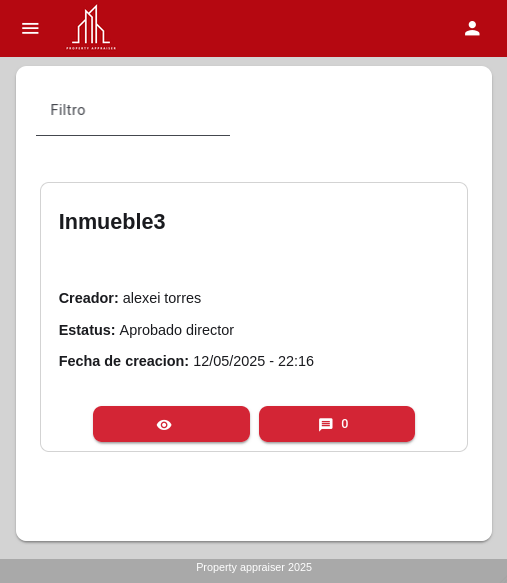 PROPERTY APPRAISER
Filtro
Inmueble3
Creador: alexei torres
Estatus: Aprobado director
Fecha de creacion: 12/05/2025 - 22:16
0
Property appraiser 2025